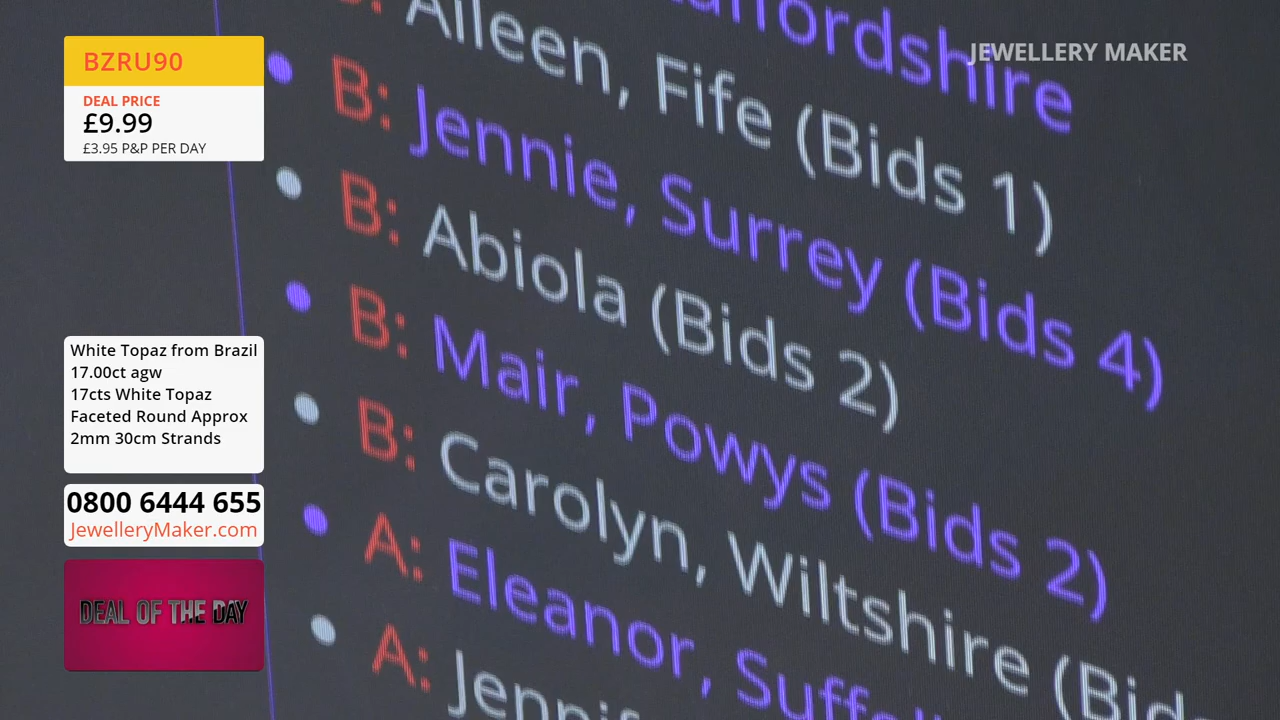 BZRU90
DEAL PRICE
£9.99
£3.95 P&P PER DAY
White Topaz from Brazil
17.00ct agw
17cts White Topaz
Faceted Round Approx
2mm 30cm Strands
0800 6444 655
JewelleryMaker.com
DEAL OF THE DAY
JEWELLERY MAKER
Aileen, Fife (Bids 1)
B: Jennie, Surrey (Bids 4)
B: Abiola (Bids 2)
B: Mair, Powys (Bids 2)
B: Carolyn, Wiltshire (Bid
A: Eleanor,
A: